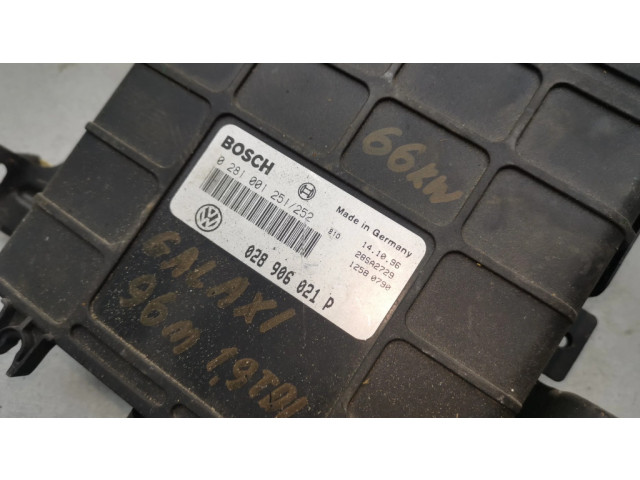 66KW
BOSCH
0 281 001 251/252
Made in Germany
810
14.10.96
28SA2729
1258 0790
028 906 021 P
GALAXI
96M 1,9TDI